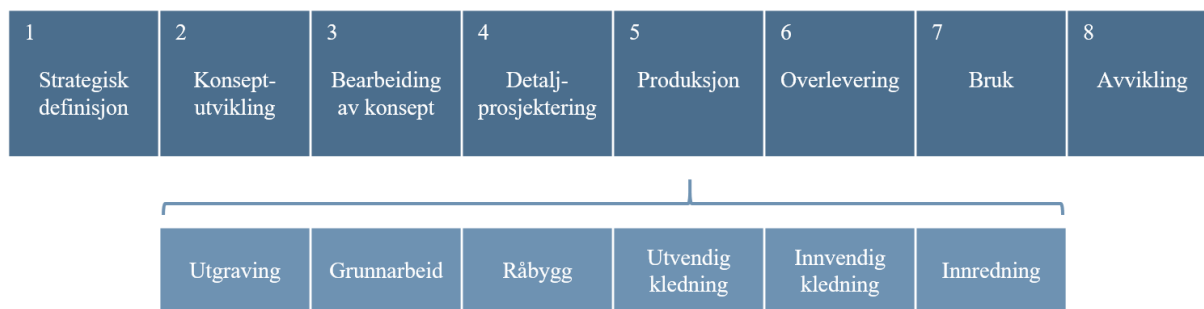 1
Strategisk
definisjon
2
Konsept-
utvikling
3
Bearbeiding
av konsept
4
Detalj-
prosjektering
5
Produksjon
6
Overlevering
7
Bruk
8
Avvikling
Utgraving
Grunnarbeid
Råbygg
Utvendig
kledning
Innvendig
kledning
Innredning